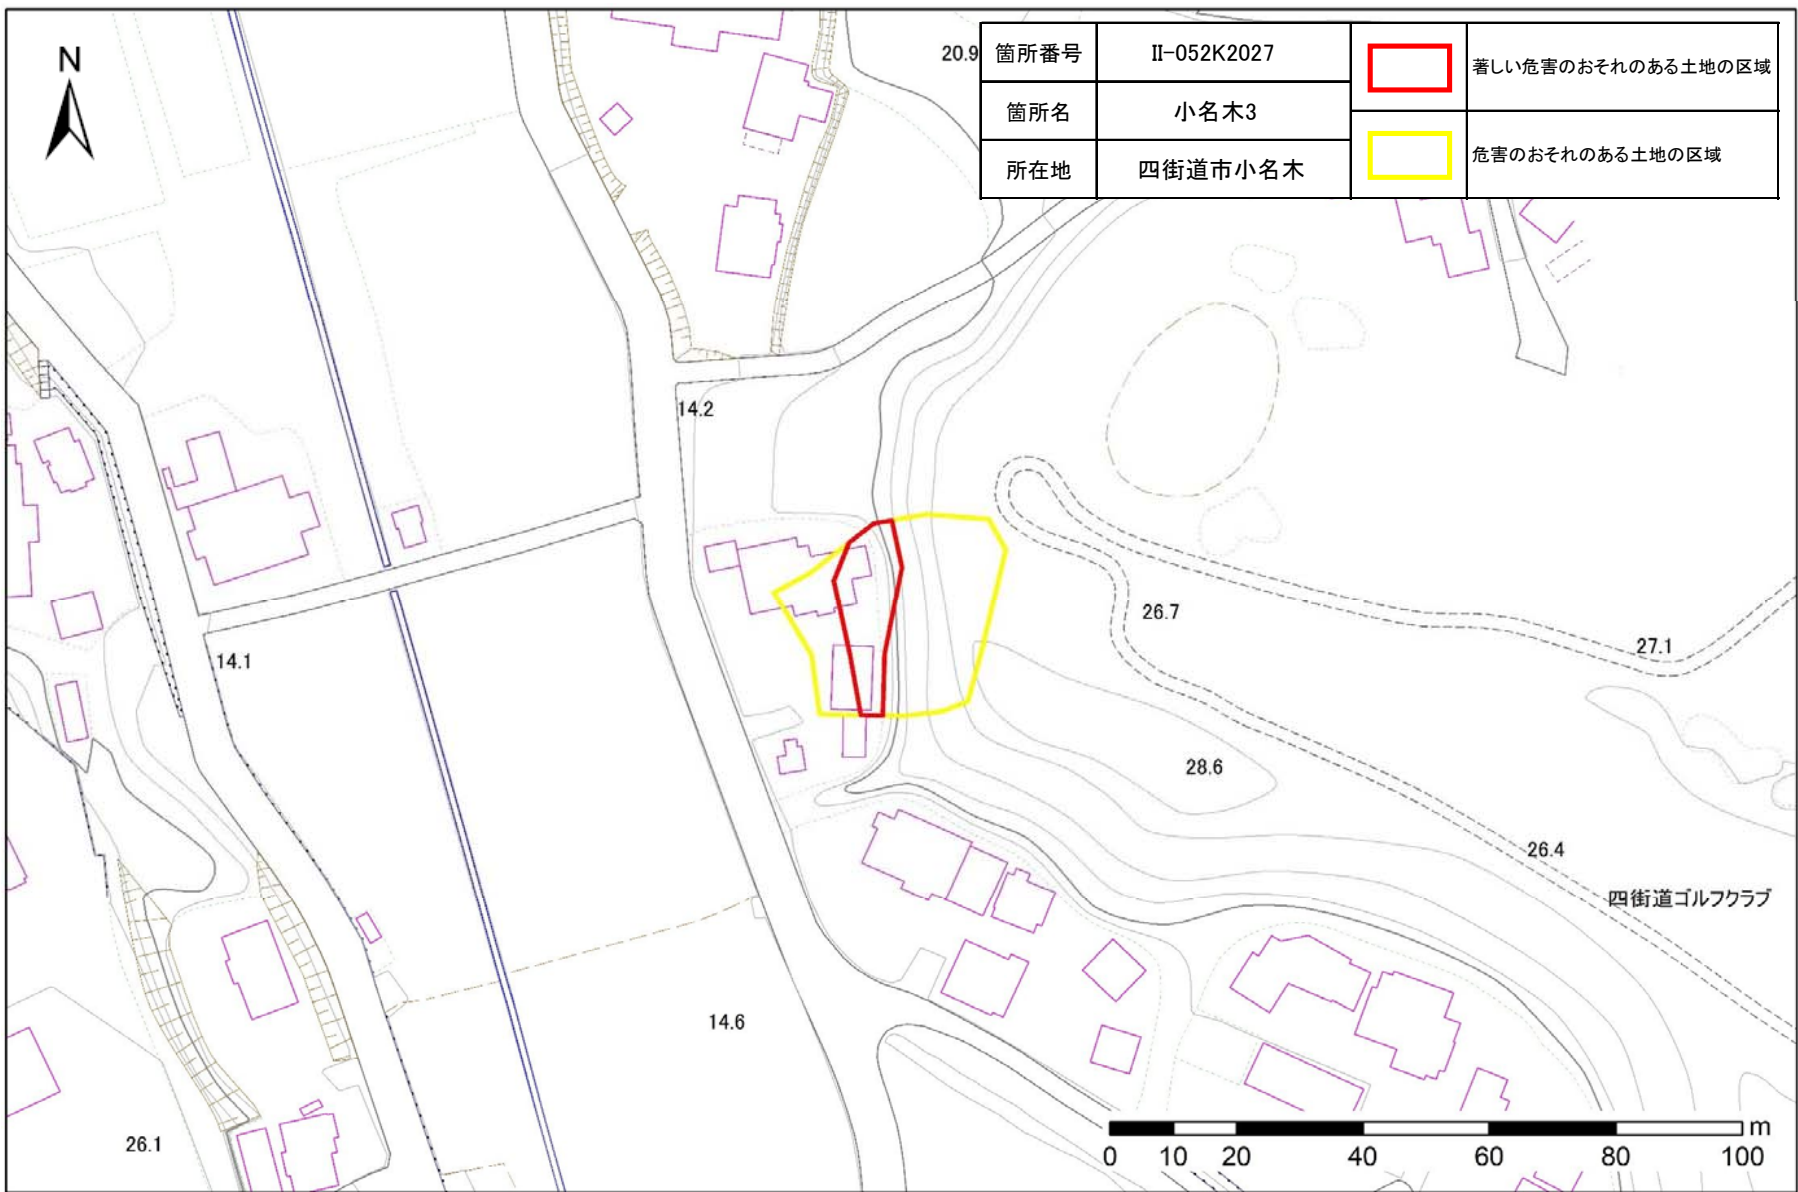 N
20.9
箇所番号 II-052K2027 著しい危害のおそれのある土地の区域
箇所名 小名木3
所在地 四街道市小名木 危害のおそれのある土地の区域
14.2
26.7
27.1
14.1
28.6
26.4
四街道ゴルフクラブ
14.6
26.1
m
0 10 20 40 60 80 100